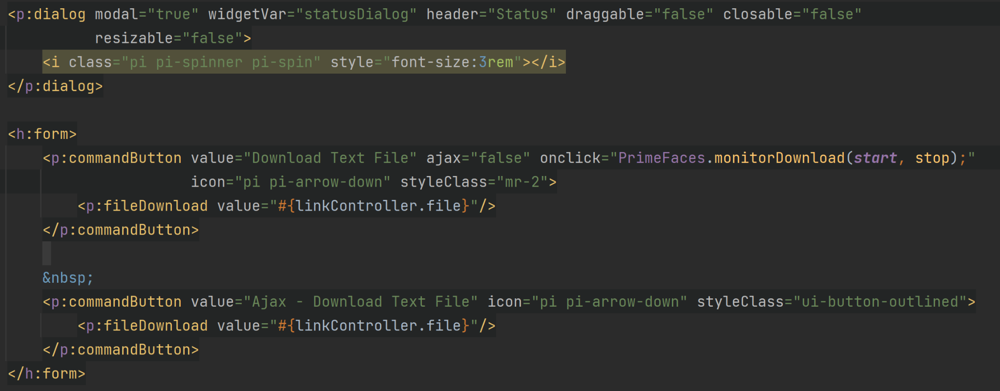 <p:dialog modal="true" widgetVar="statusDialog" header="Status" draggable="false" closable="false"
resizable="false">
<i class="pi pi-spinner pi-spin" style="font-size:3rem"></i>
</p:dialog>
<h:form>
<p:commandButton value="Download Text File" ajax="false" onclick="PrimeFaces.monitorDownload(start, stop);"
icon="pi pi-arrow-down" styleClass="mr-2">
<p:fileDownload value="#{linkController.file}"/>
</p:commandButton>
&nbsp;
<p:commandButton value="Ajax - Download Text File" icon="pi pi-arrow-down" styleClass="ui-button-outlined">
<p:fileDownload value="#{linkController.file}"/>
</p:commandButton>
</h:form>